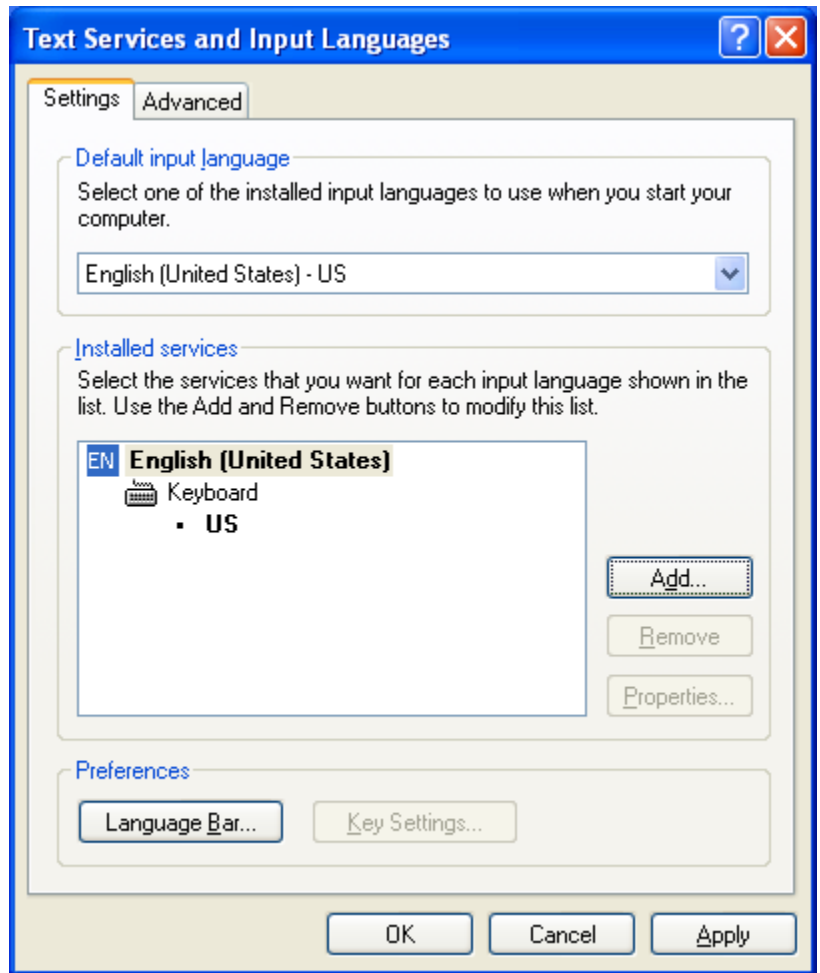 Text Services and Input Languages
Settings
Advanced
Default input language
Select one of the installed input languages to use when you start your
computer.
English (United States) - US
Installed services
Select the services that you want for each input language shown in the
list. Use the Add and Remove buttons to modify this list.
EN English (United States)
Keyboard
▪ US
Add...
Remove
Properties...
Preferences
Language Bar...
Key Settings...
OK
Cancel
Apply